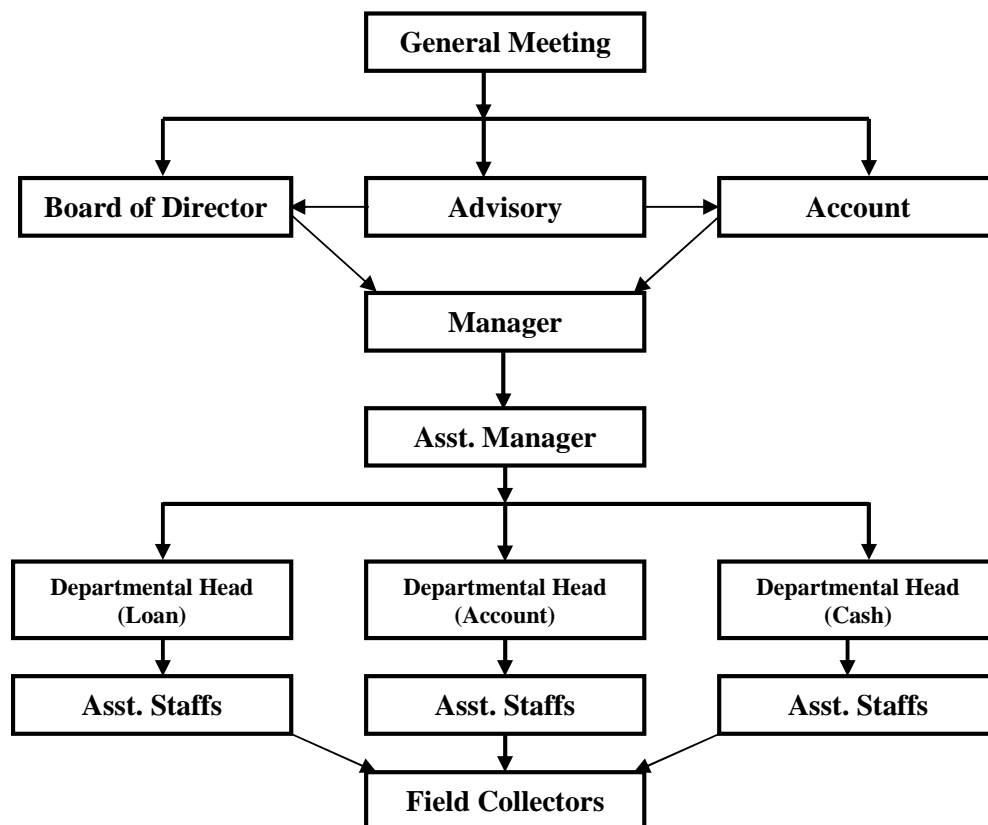 General Meeting
Board of Director
Advisory
Account
Manager
Asst. Manager
Departmental Head
(Loan)
Departmental Head
(Account)
Departmental Head
(Cash)
Asst. Staffs
Asst. Staffs
Asst. Staffs
Field Collectors